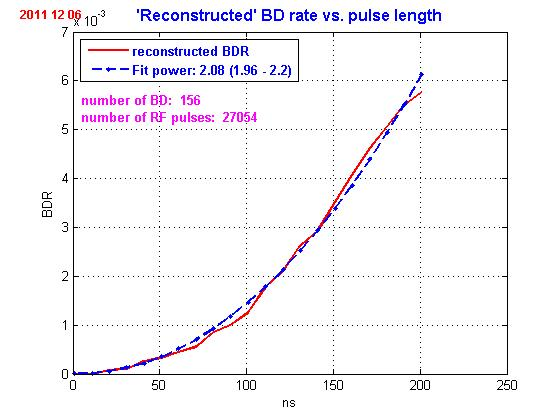 2011 12 06
'Reconstructed' BD rate vs. pulse length
x 10⁻³
reconstructed BDR
Fit power: 2.08 (1.96 - 2.2)
number of BD: 156
number of RF pulses: 27054
7
6
5
4
3
2
1
0
BDR
0 50 100 150 200 250
ns